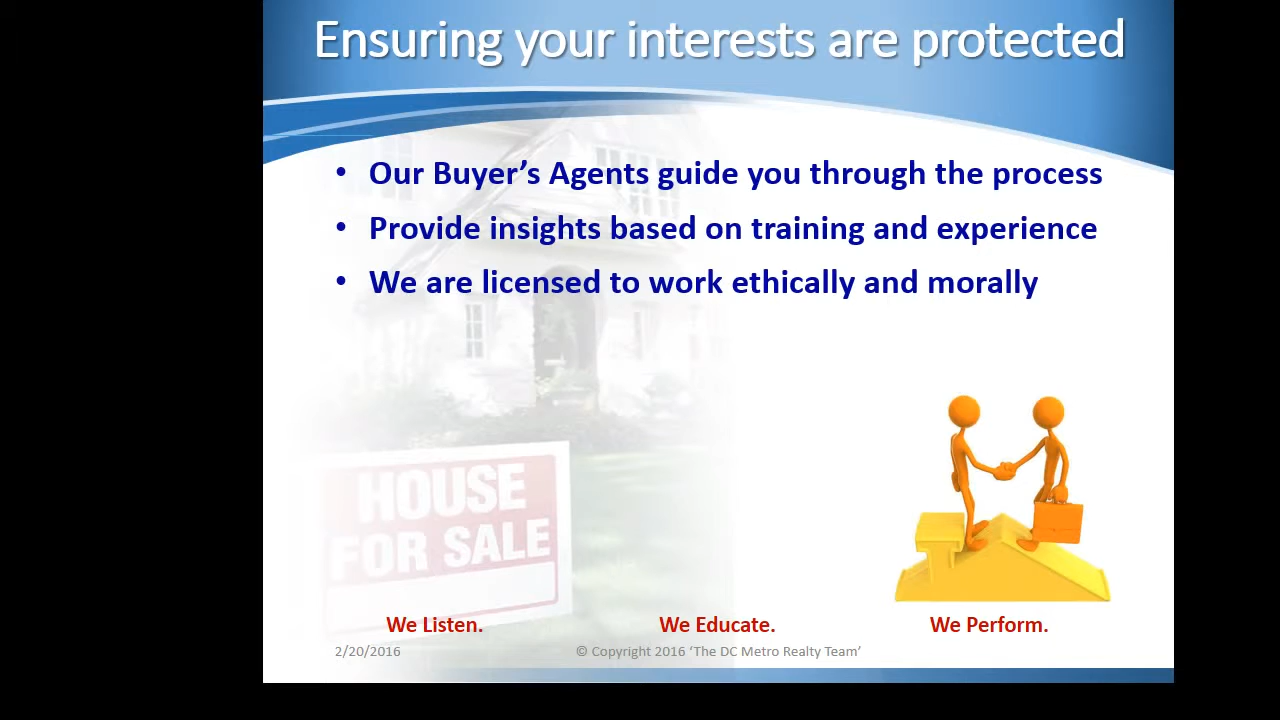 Ensuring your interests are protected
• Our Buyer’s Agents guide you through the process
• Provide insights based on training and experience
• We are licensed to work ethically and morally
HOUSE
FOR SALE
We Listen. We Educate. We Perform.
2/20/2016 © Copyright 2016 ‘The DC Metro Realty Team’